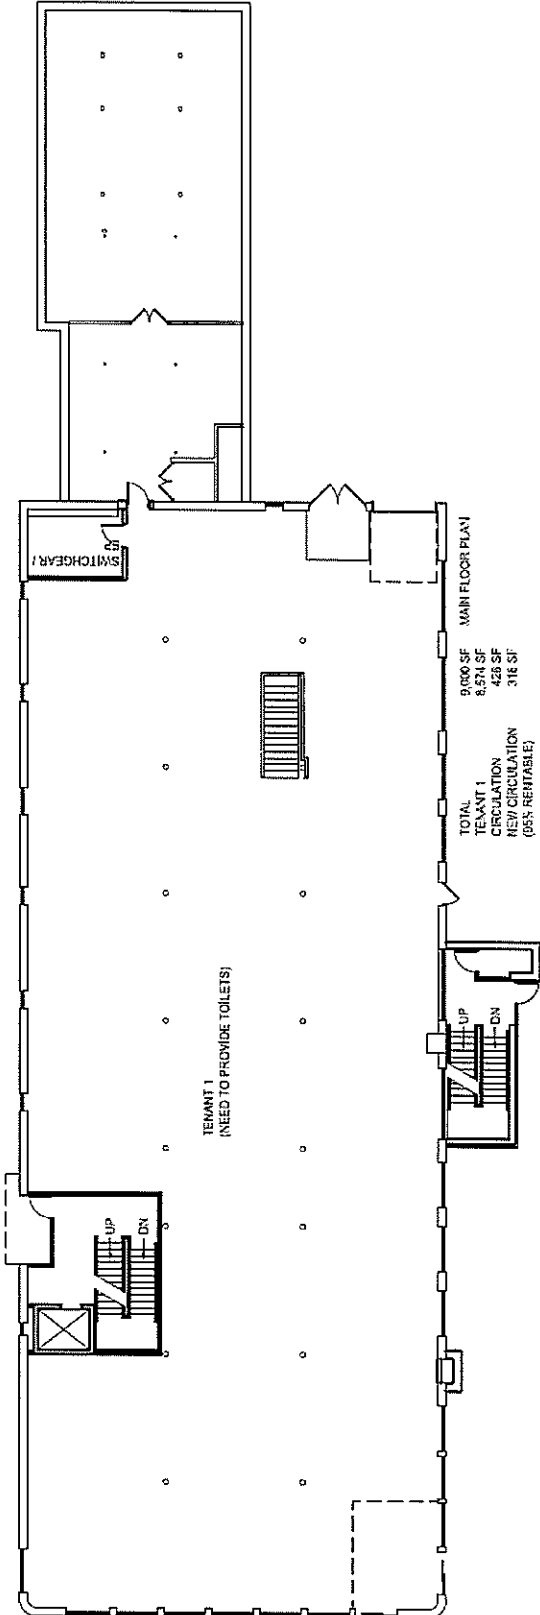 SWITCHGEAR /
TENANT 1
(NEED TO PROVIDE TOILETS)
UP
DN
UP
DN
MAIN FLOOR PLAN
TOTAL 9,000 SF
TENANT 1 8,574 SF
CIRCULATION 426 SF
NEW CIRCULATION 316 SF
(95% RENTABLE)